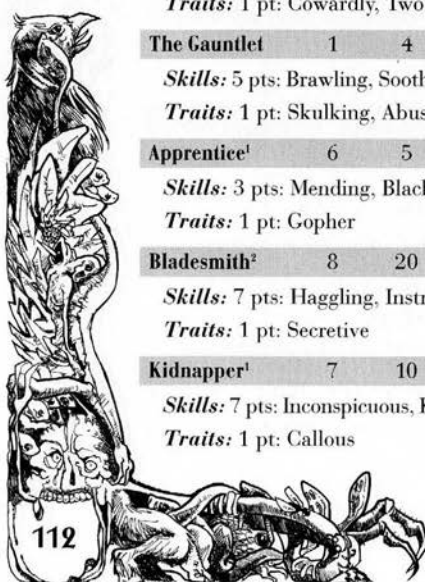 Traits: 1 pt: Cowardly, Two
The Gauntlet 1 4
Skills: 5 pts: Brawling, Sooth
Traits: 1 pt: Skulking, Abus
Apprentice¹ 6 5
Skills: 3 pts: Mending, Black
Traits: 1 pt: Gopher
Bladesmith² 8 20
Skills: 7 pts: Haggling, Instr
Traits: 1 pt: Secretive
Kidnapper¹ 7 10
Skills: 7 pts: Inconspicuous, K
Traits: 1 pt: Callous
112